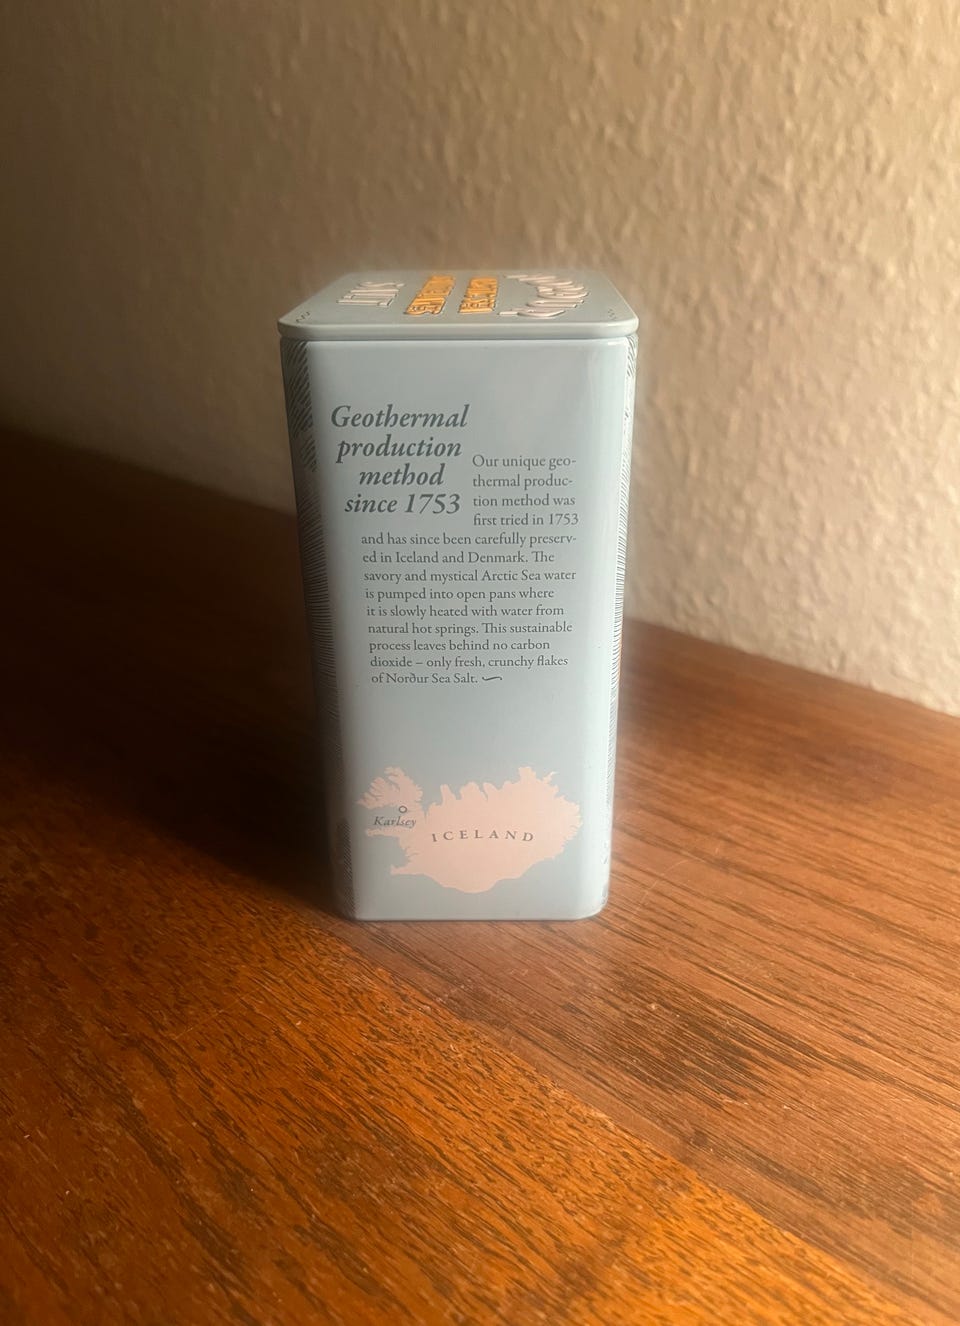 Geothermal
production
method
since 1753
Our unique geo-
thermal produc-
tion method was
first tried in 1753
and has since been carefully preserv-
ed in Iceland and Denmark. The
savory and mystical Arctic Sea water
is pumped into open pans where
it is slowly heated with water from
natural hot springs. This sustainable
process leaves behind no carbon
dioxide – only fresh, crunchy flakes
of Norður Sea Salt.
Karlsey
ICELAND